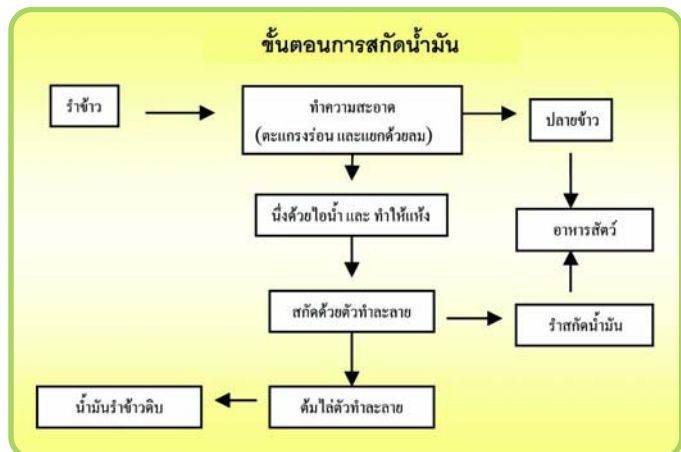 ขั้นตอนการสกัดน้ำมัน
รำข้าว
ทำความสะอาด
(ตะแกรงร่อน และแยกด้วยลม)
ปลายข้าว
นึ่งด้วยไอน้ำ และ ทำให้แห้ง
อาหารสัตว์
สกัดด้วยตัวทำละลาย
รำสกัดน้ำมัน
น้ำมันรำข้าวดิบ
ต้มไล่ตัวทำละลาย